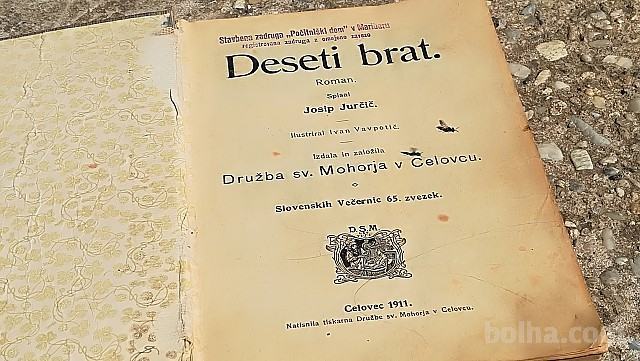 Stavbena zadruga „Počitniški dom" v Mariboru
registrovana zadruga z omejeno zavezo
Deseti brat.
Roman.
Spisal
Josip Jurčič.
Ilustriral Ivan Vavpotič.
Izdala in založila
Družba sv. Mohorja v Celovcu.
Slovenskih Večernic 65. zvezek.
D.S.M.
Celovec 1911.
Natisnila tiskarna Družbe sv. Mohorja v Celovcu.
bolha.com